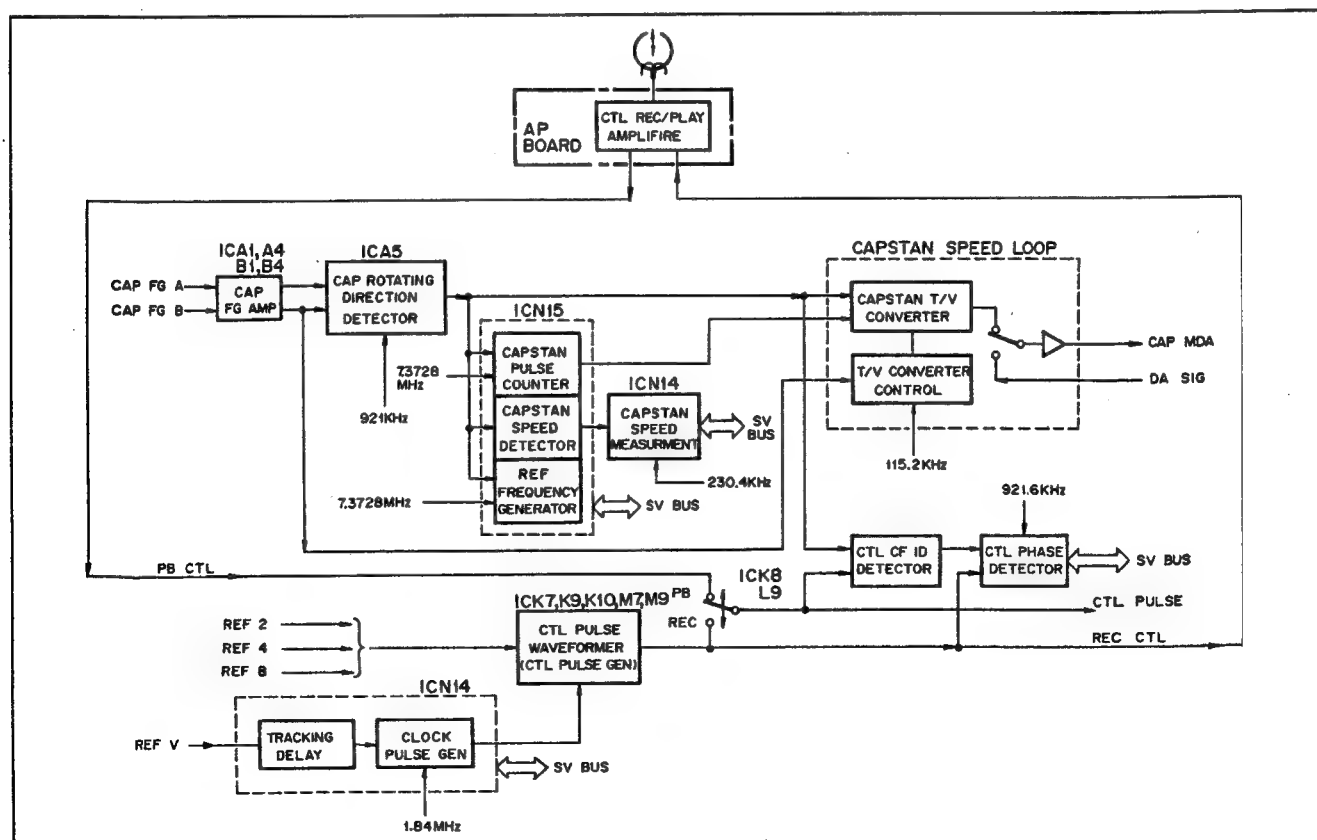 AP
BOARD
CTL REC/PLAY
AMPLIFIRE
ICA1, A4
B1, B4
CAP FG A
CAP FG B
CAP
FG AMP
ICA5
CAP ROTATING
DIRECTION
DETECTOR
921KHz
ICN15
7.3728
MHz
CAPSTAN
PULSE
COUNTER
CAPSTAN
SPEED
DETECTOR
REF
FREQUENCY
GENERATOR
7.3728MHz
SV BUS
ICN14
CAPSTAN
SPEED
MEASURMENT
SV
BUS
230.4KHz
CAPSTAN SPEED LOOP
CAPSTAN T/V
CONVERTER
T/V CONVERTER
CONTROL
CAP MDA
DA SIG
115.2KHz
921.6KHz
CTL CF ID
DETECTOR
CTL PHASE
DETECTOR
SV BUS
PB CTL
ICK8
L9
PB
REC
CTL PULSE
REC CTL
ICK7, K9, K10, M7, M9
CTL PULSE
WAVEFORMER
(CTL PULSE GEN)
REF 2
REF 4
REF 8
ICN14
REF V
TRACKING
DELAY
CLOCK
PULSE GEN
SV BUS
1.84MHz